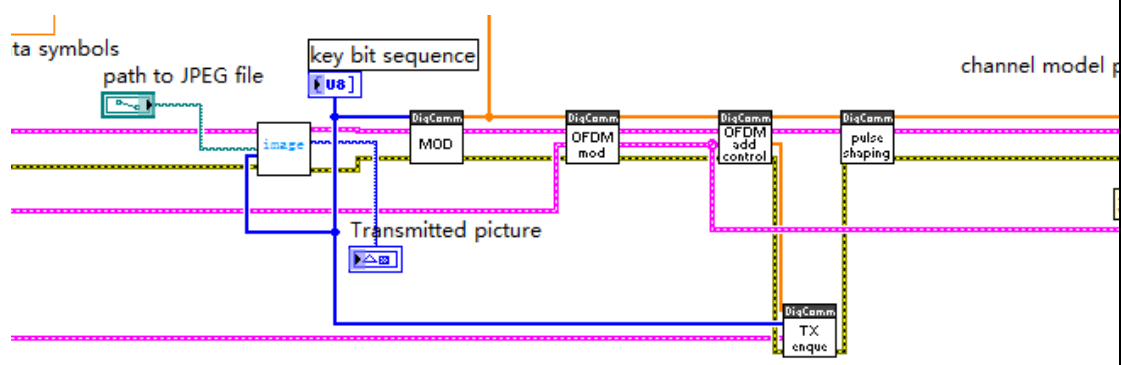 ta symbols
path to JPEG file
key bit sequence
U8
channel model p
image
DigComm
MOD
DigComm
OFDM
mod
DigComm
OFDM
add
control
DigComm
pulse
shaping
Transmitted picture
DigComm
TX
enque